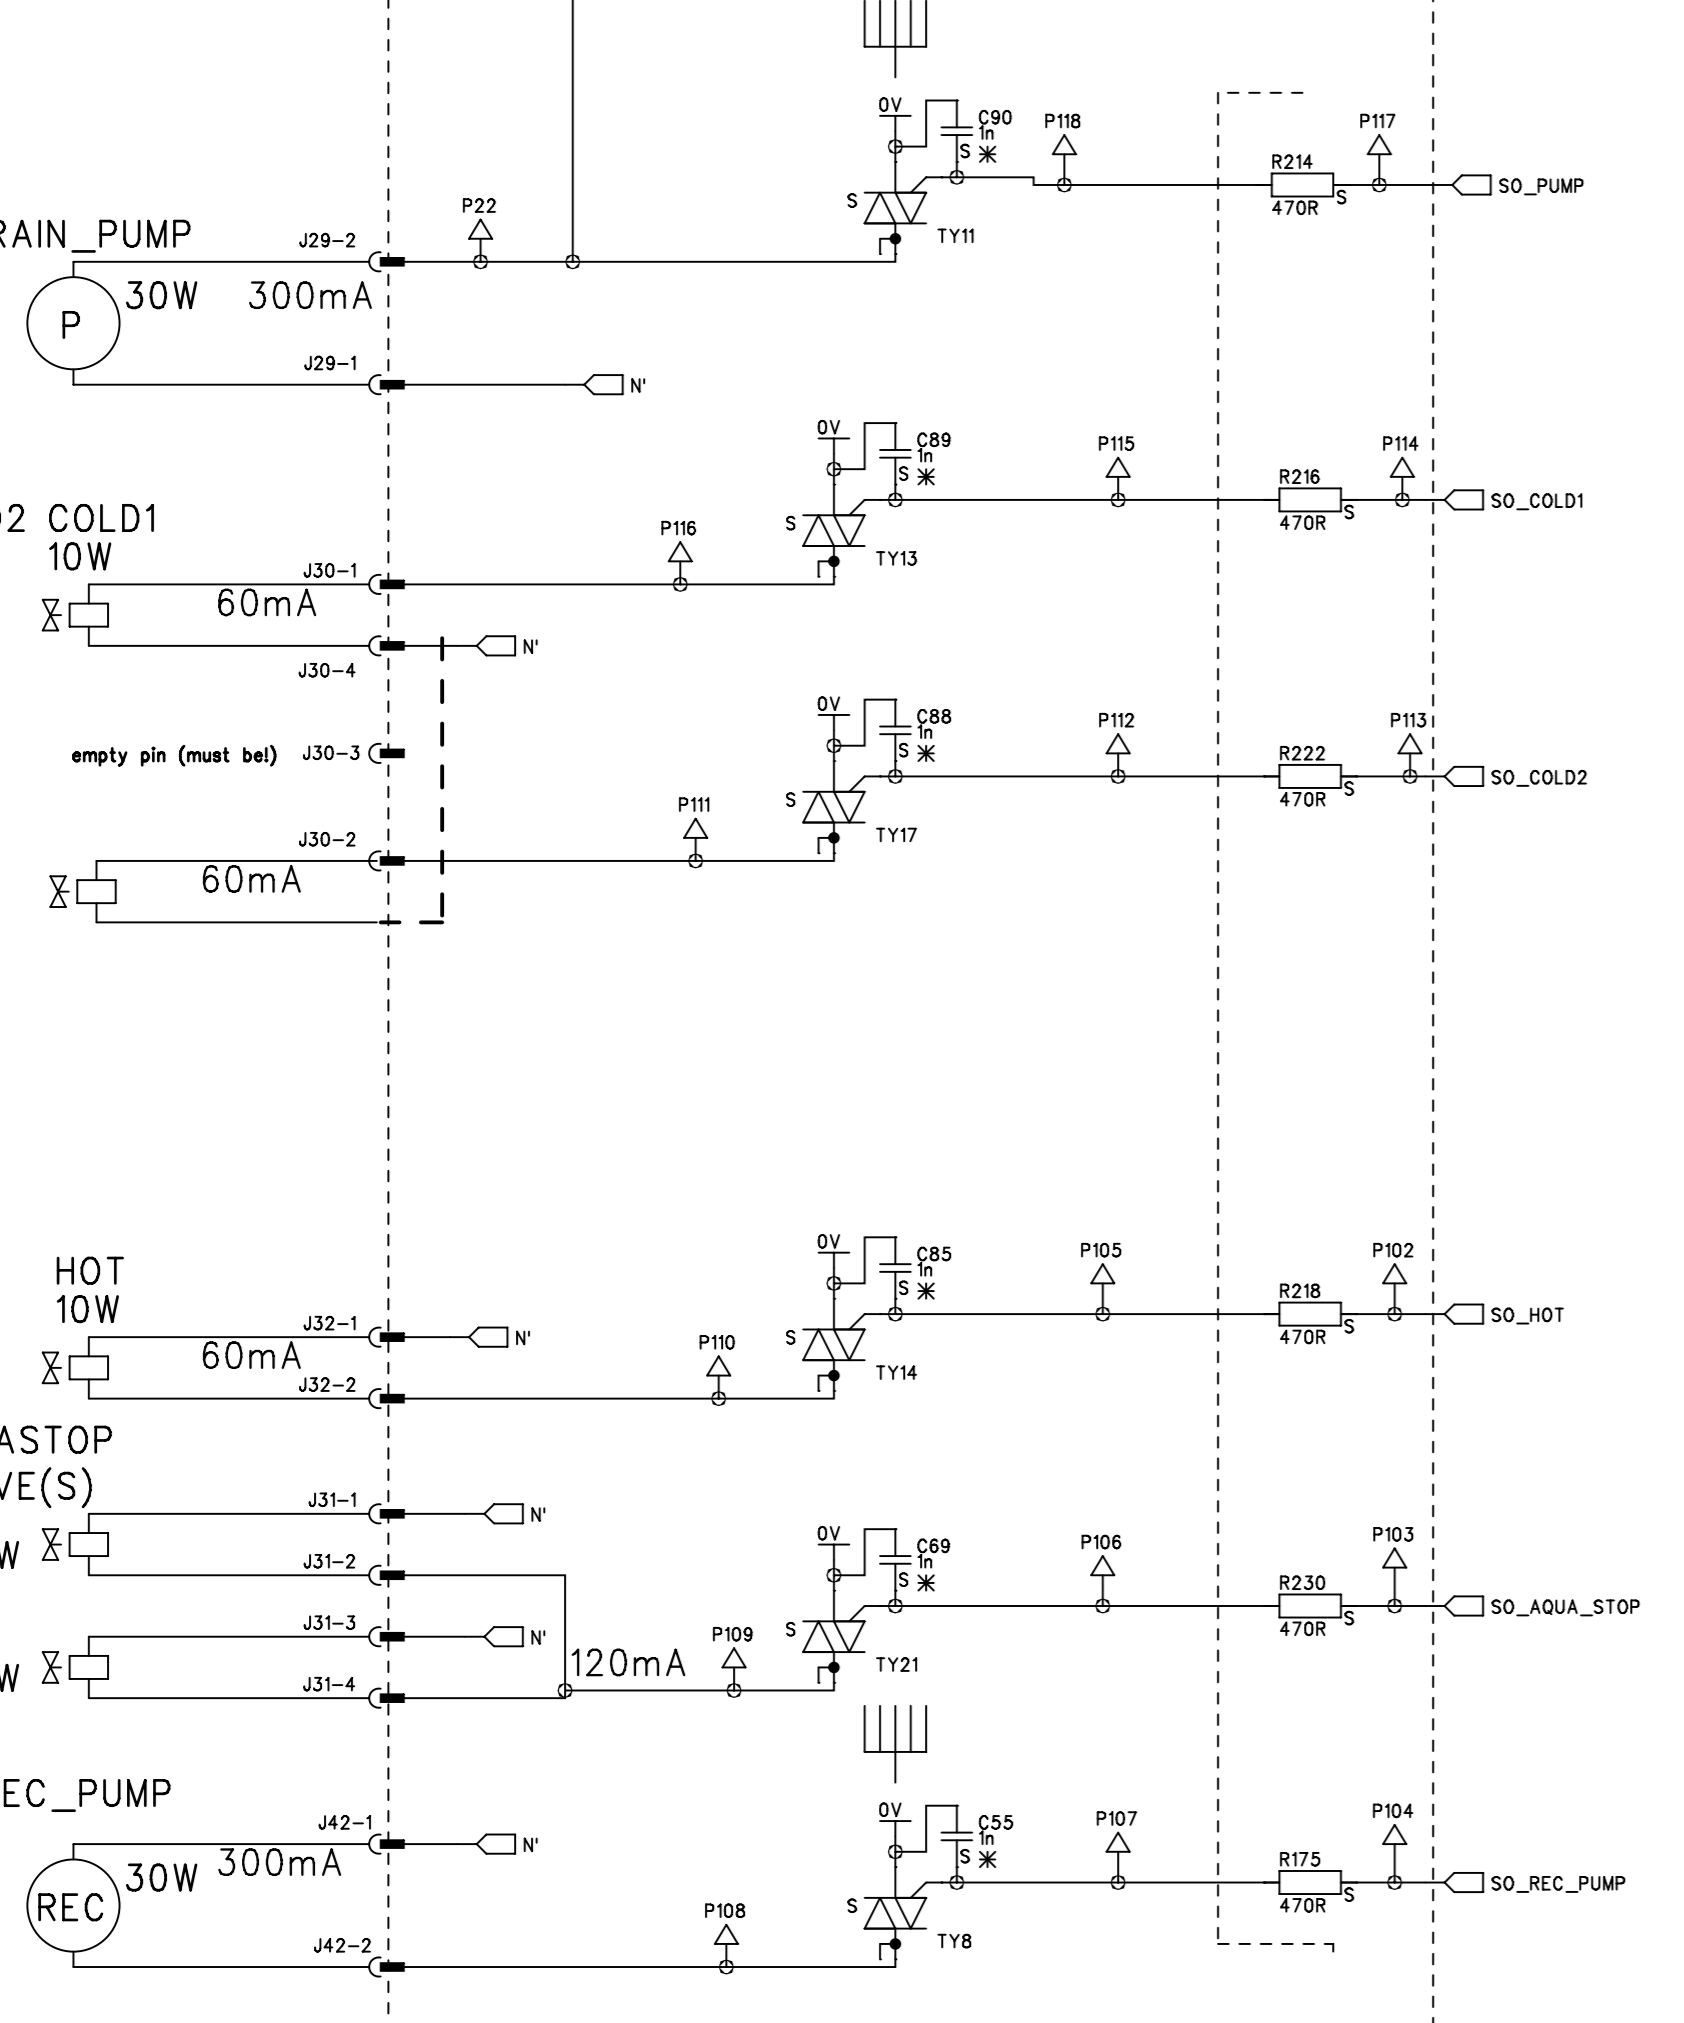 0V
C90
1n
S
P118
P117
R214
SO_PUMP
470R
S
S
TY11
RAIN_PUMP
J29-2
P22
30W
300mA
P
J29-1
N'
0V
C89
1n
S
P115
P114
R216
SO_COLD1
470R
S
S
TY13
P116
2 COLD1
10W
J30-1
60mA
N'
J30-4
0V
C88
1n
S
P112
P113
R222
SO_COLD2
470R
S
S
TY17
empty pin (must be!)
J30-3
P111
J30-2
60mA
0V
C85
1n
S
P105
P102
R218
SO_HOT
470R
S
S
TY14
HOT
10W
J32-1
N'
60mA
P110
J32-2
ASTOP
VE(S)
J31-1
N'
W
J31-2
0V
C69
1n
S
P106
P103
R230
SO_AQUA_STOP
470R
S
S
TY21
J31-3
N'
W
120mA
P109
J31-4
EC_PUMP
J42-1
N'
30W
300mA
REC
0V
C55
1n
S
P107
P104
R175
SO_REC_PUMP
470R
S
S
TY8
P108
J42-2